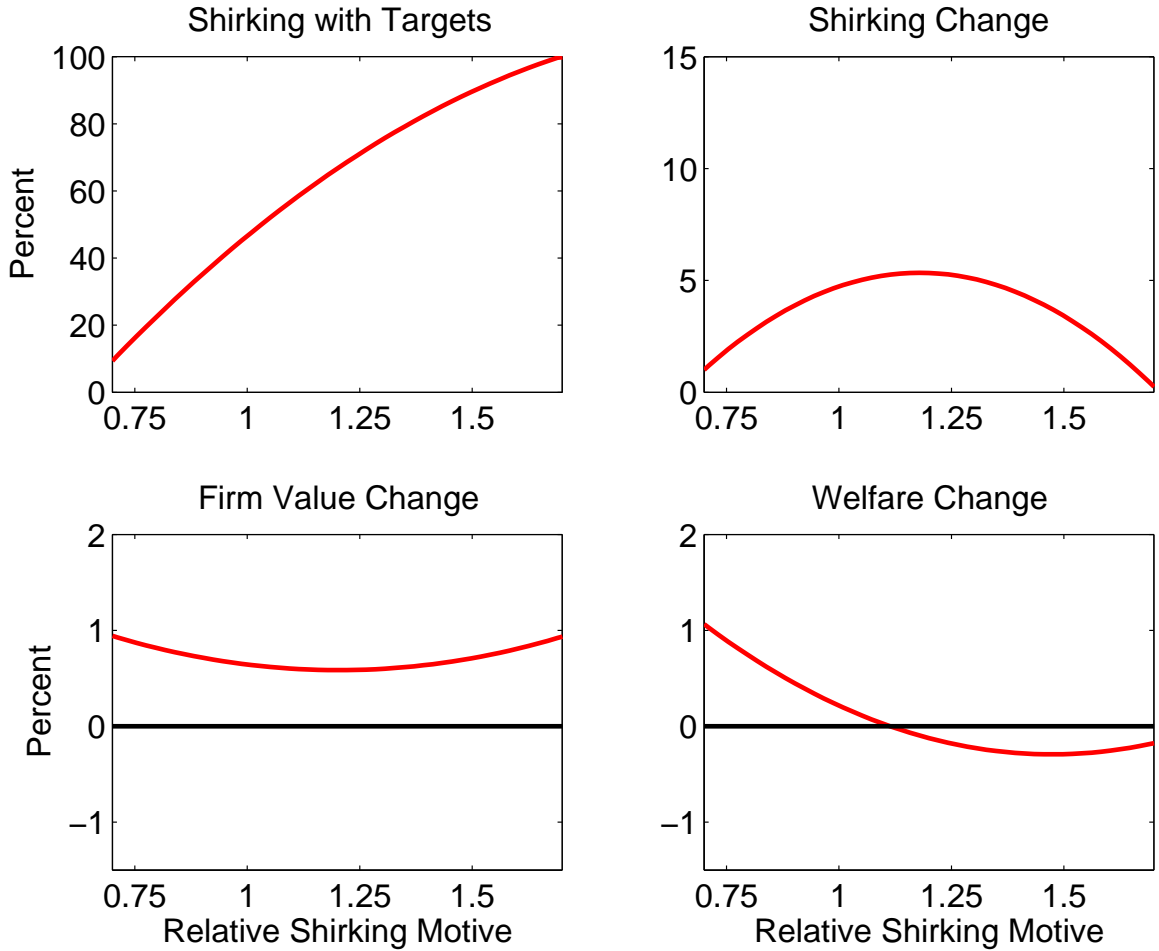 Shirking with Targets
Percent
100
80
60
40
20
0
0.75 1 1.25 1.5
Shirking Change
15
10
5
0
0.75 1 1.25 1.5
Firm Value Change
Percent
2
1
0
−1
0.75 1 1.25 1.5
Relative Shirking Motive
Welfare Change
2
1
0
−1
0.75 1 1.25 1.5
Relative Shirking Motive